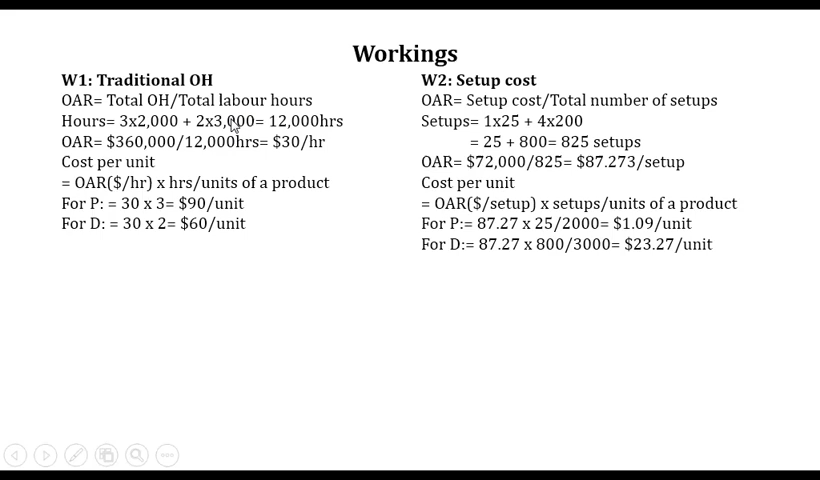 Workings
W1: Traditional OH
OAR= Total OH/Total labour hours
Hours= 3x2,000 + 2x3,000= 12,000hrs
OAR= $360,000/12,000hrs= $30/hr
Cost per unit
= OAR($/hr) x hrs/units of a product
For P: = 30 x 3= $90/unit
For D: = 30 x 2= $60/unit
W2: Setup cost
OAR= Setup cost/Total number of setups
Setups= 1x25 + 4x200
= 25 + 800= 825 setups
OAR= $72,000/825= $87.273/setup
Cost per unit
= OAR($/setup) x setups/units of a product
For P:= 87.27 x 25/2000= $1.09/unit
For D:= 87.27 x 800/3000= $23.27/unit